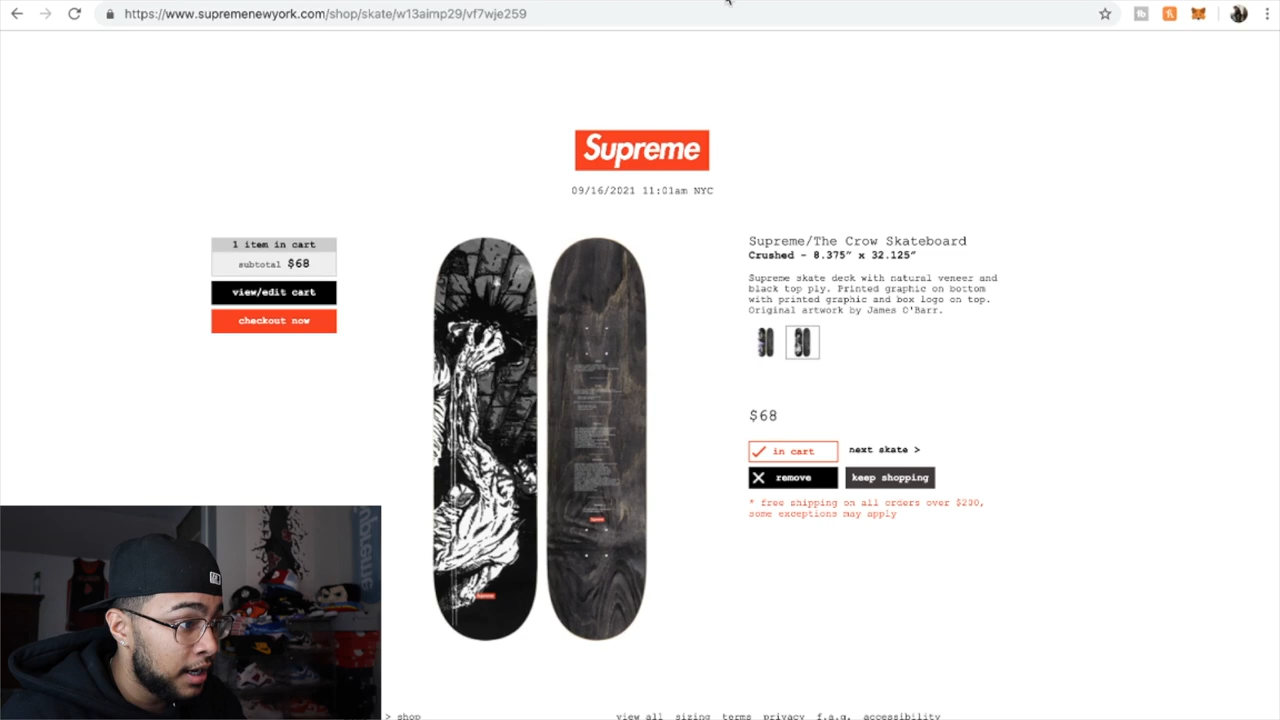 https://www.supremenewyork.com/shop/skate/w13aimp29/vf7wje259
Supreme
09/16/2021 11:01am NYC
1 item in cart
subtotal $68
view/edit cart
checkout now
Supreme/The Crow Skateboard
Crushed - 8.375” x 32.125”
Supreme skate deck with natural veneer and
black top ply. Printed graphic on bottom
with printed graphic and box logo on top.
Original artwork by James O'Barr.
$68
in cart
next skate >
remove
keep shopping
* free shipping on all orders over $200,
some exceptions may apply
Supreme
Supreme
> shop
view all sizing terms privacy f.a.q. accessibility